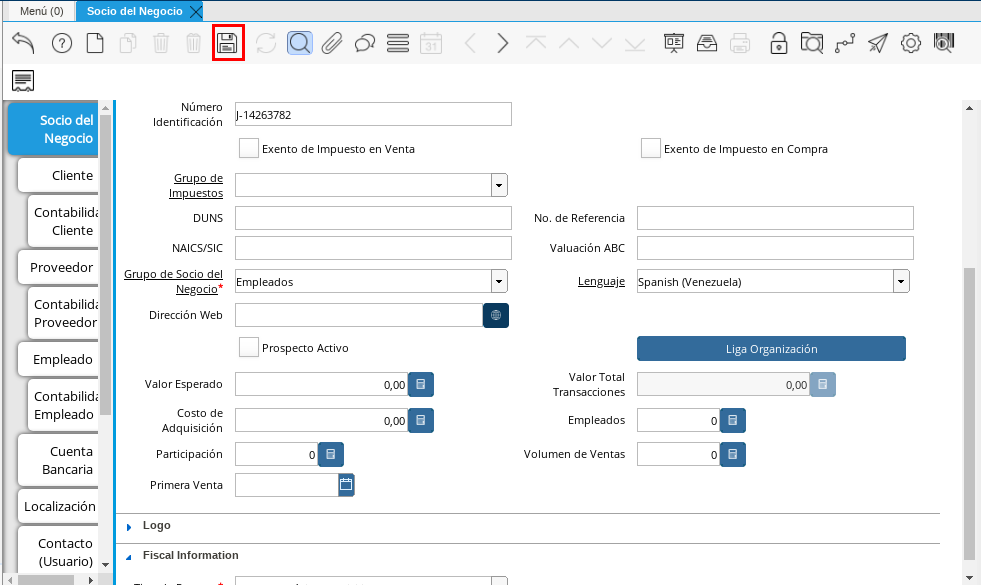 Menú (0)
Socio del Negocio
31
Socio del
Negocio
Cliente
Contabilida
Cliente
Proveedor
Contabilida
Proveedor
Empleado
Contabilida
Empleado
Cuenta
Bancaria
Localización
Contacto
(Usuario)
Número
Identificación
J-14263782
Exento de Impuesto en Venta
Exento de Impuesto en Compra
Grupo de
Impuestos
DUNS
No. de Referencia
NAICS/SIC
Valuación ABC
Grupo de Socio del
Negocio*
Empleados
Lenguaje
Spanish (Venezuela)
Dirección Web
Prospecto Activo
Liga Organización
Valor Esperado
0,00
Valor Total
Transacciones
0,00
Costo de
Adquisición
0,00
Empleados
0
Participación
0
Volumen de Ventas
0
Primera Venta
Logo
Fiscal Information